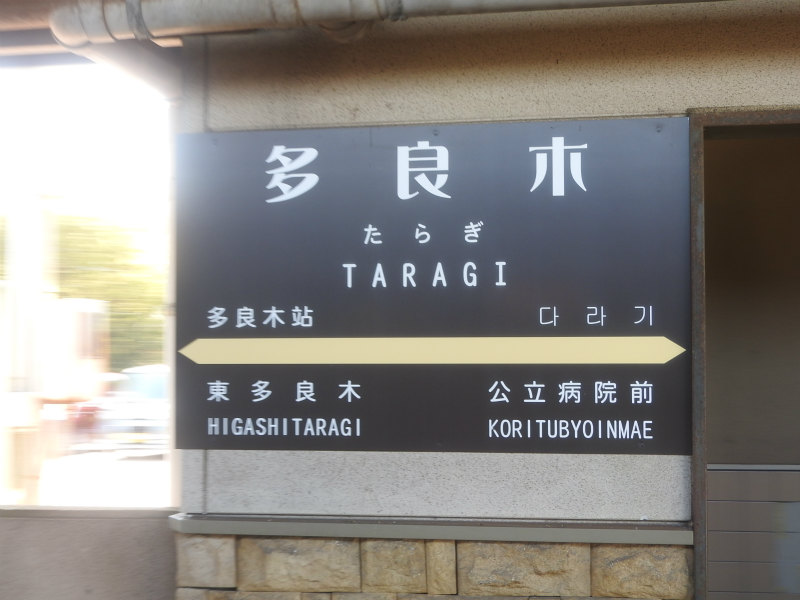 多良木
たらぎ
TARAGI
多良木站 다라기
東多良木 公立病院前
HIGASHITARAGI KORITUBYOINMAE